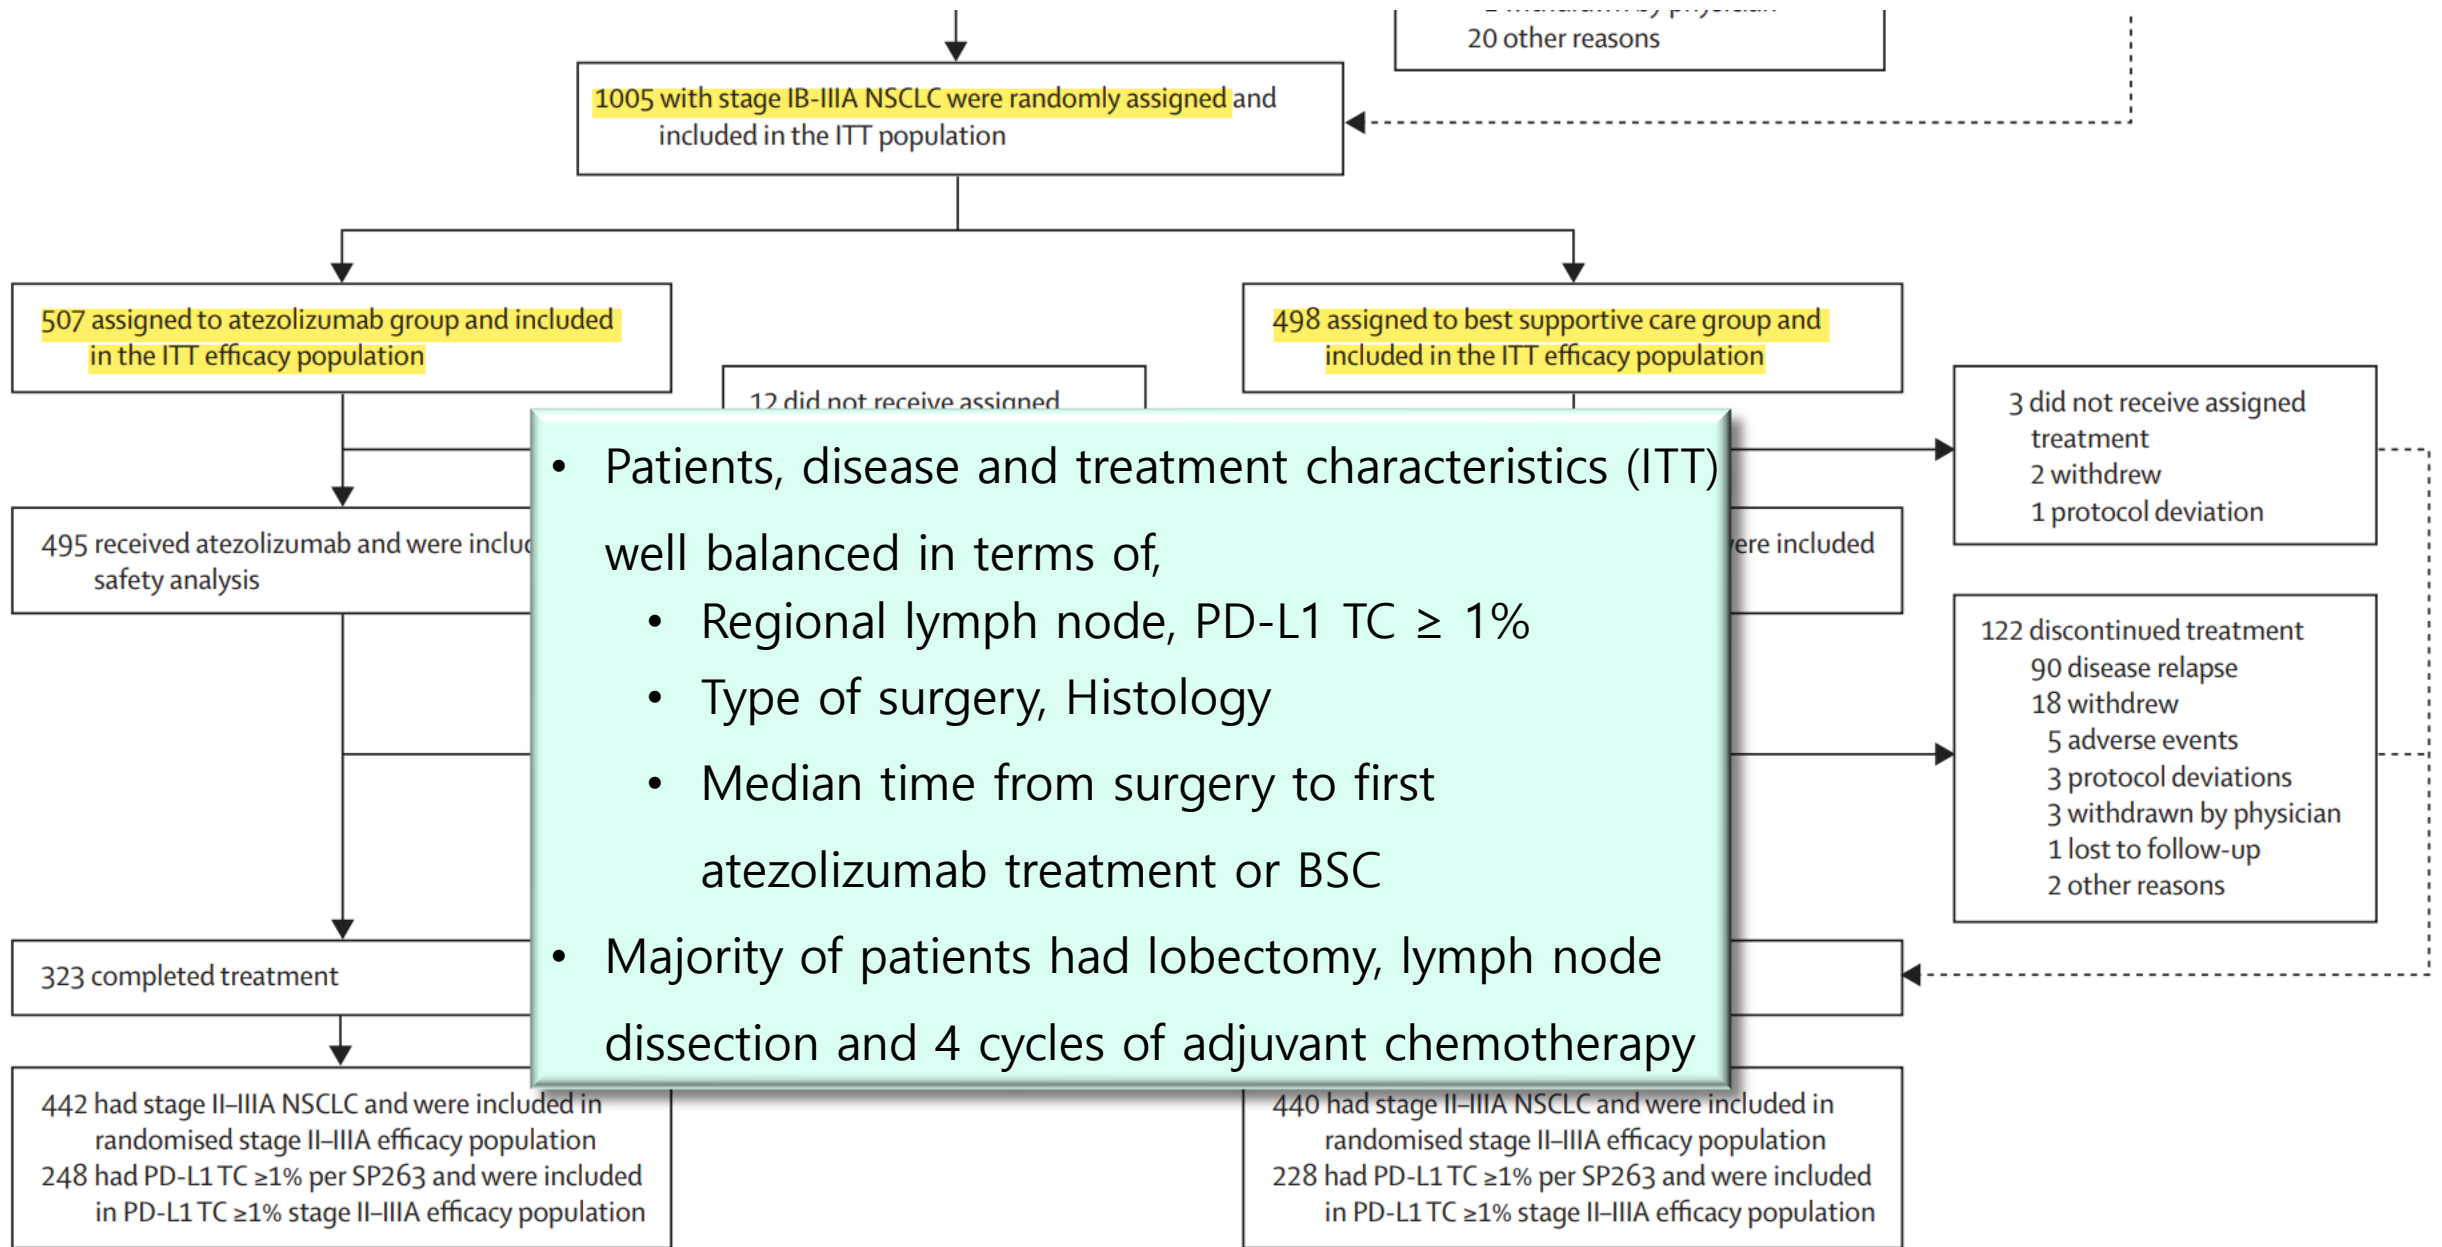 20 other reasons
1005 with stage IB-IIIA NSCLC were randomly assigned and
included in the ITT population
507 assigned to atezolizumab group and included
in the ITT efficacy population
498 assigned to best supportive care group and
included in the ITT efficacy population
12 did not receive assigned
3 did not receive assigned
treatment
2 withdrew
1 protocol deviation
495 received atezolizumab and were
safety analysis
were included
• Patients, disease and treatment characteristics (ITT)
well balanced in terms of,
• Regional lymph node, PD-L1 TC ≥ 1%
• Type of surgery, Histology
• Median time from surgery to first
atezolizumab treatment or BSC
• Majority of patients had lobectomy, lymph node
dissection and 4 cycles of adjuvant chemotherapy
122 discontinued treatment
90 disease relapse
18 withdrew
5 adverse events
3 protocol deviations
3 withdrawn by physician
1 lost to follow-up
2 other reasons
323 completed treatment
442 had stage II–IIIA NSCLC and were included in
randomised stage II–IIIA efficacy population
248 had PD-L1 TC ≥1% per SP263 and were included
in PD-L1 TC ≥1% stage II–IIIA efficacy population
440 had stage II–IIIA NSCLC and were included in
randomised stage II–IIIA efficacy population
228 had PD-L1 TC ≥1% per SP263 and were included
in PD-L1 TC ≥1% stage II–IIIA efficacy population